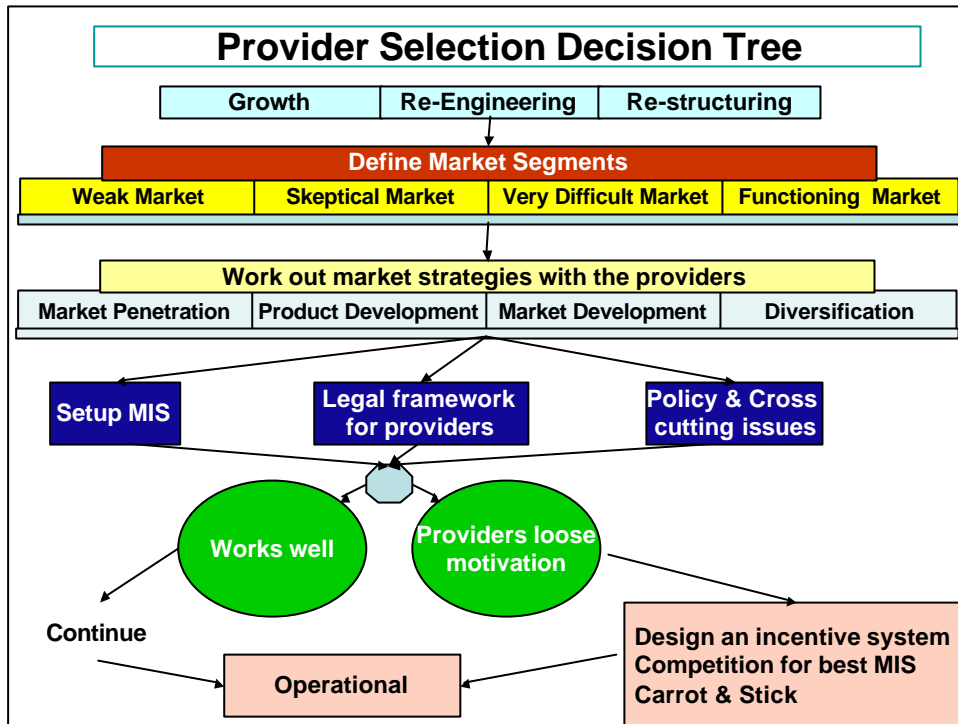 Provider Selection Decision Tree
Growth Re-Engineering Re-structuring
Define Market Segments
Weak Market Skeptical Market Very Difficult Market Functioning Market
Work out market strategies with the providers
Market Penetration Product Development Market Development Diversification
Setup MIS
Legal framework
for providers
Policy & Cross
cutting issues
Works well
Providers loose
motivation
Continue
Design an incentive system
Competition for best MIS
Carrot & Stick
Operational